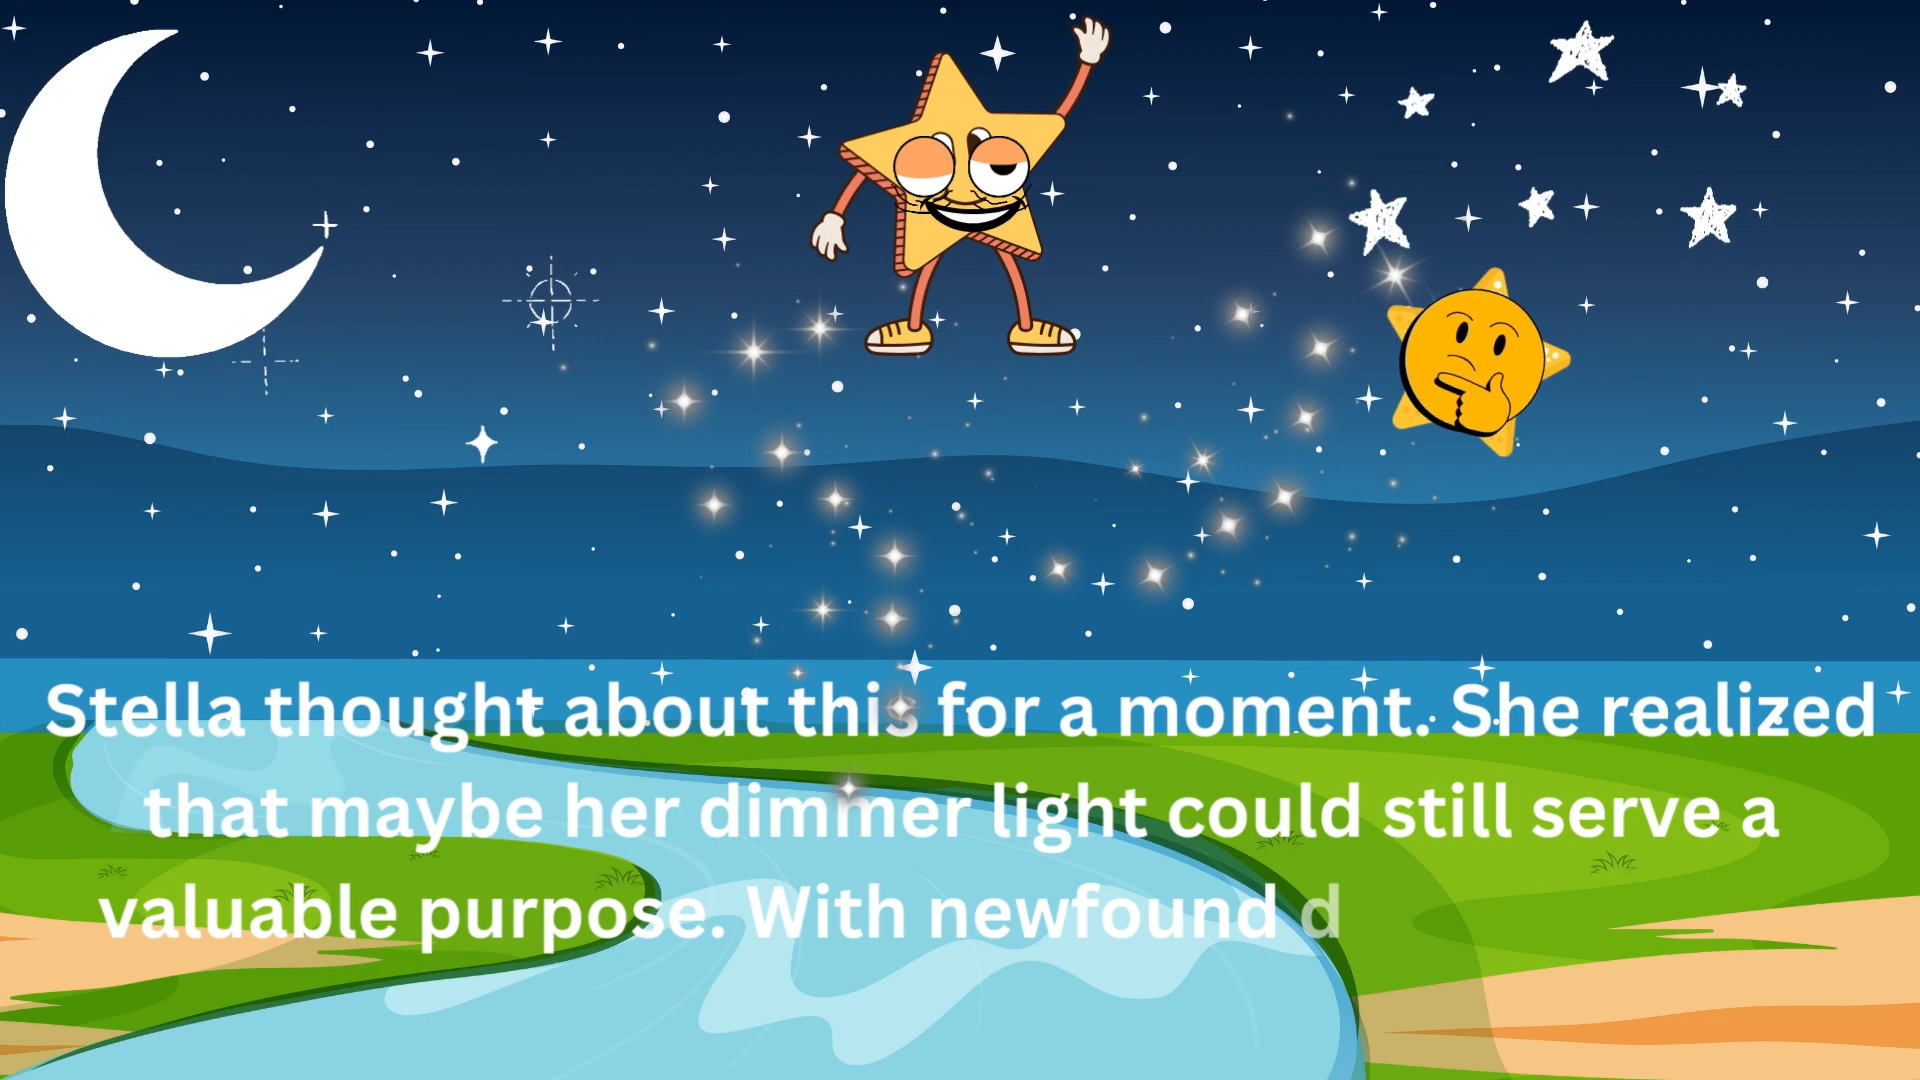 Stella thought about this for a moment. She realized
that maybe her dimmer light could still serve a
valuable purpose. With newfound d